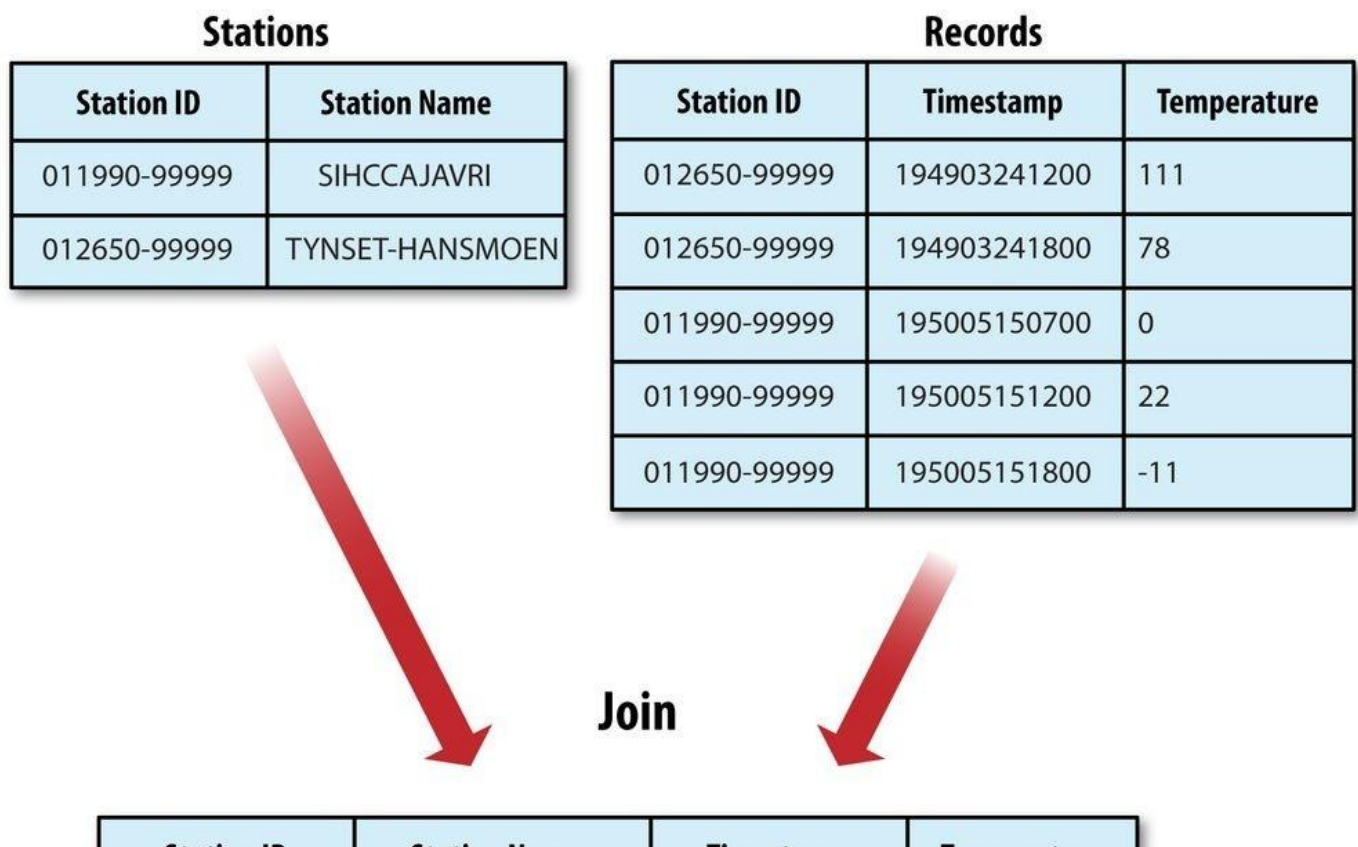 Stations
Station ID Station Name
011990-99999 SIHCCAJAVRI
012650-99999 TYNSET-HANSMOEN
Records
Station ID Timestamp Temperature
012650-99999 194903241200 111
012650-99999 194903241800 78
011990-99999 195005150700 0
011990-99999 195005151200 22
011990-99999 195005151800 -11
Join